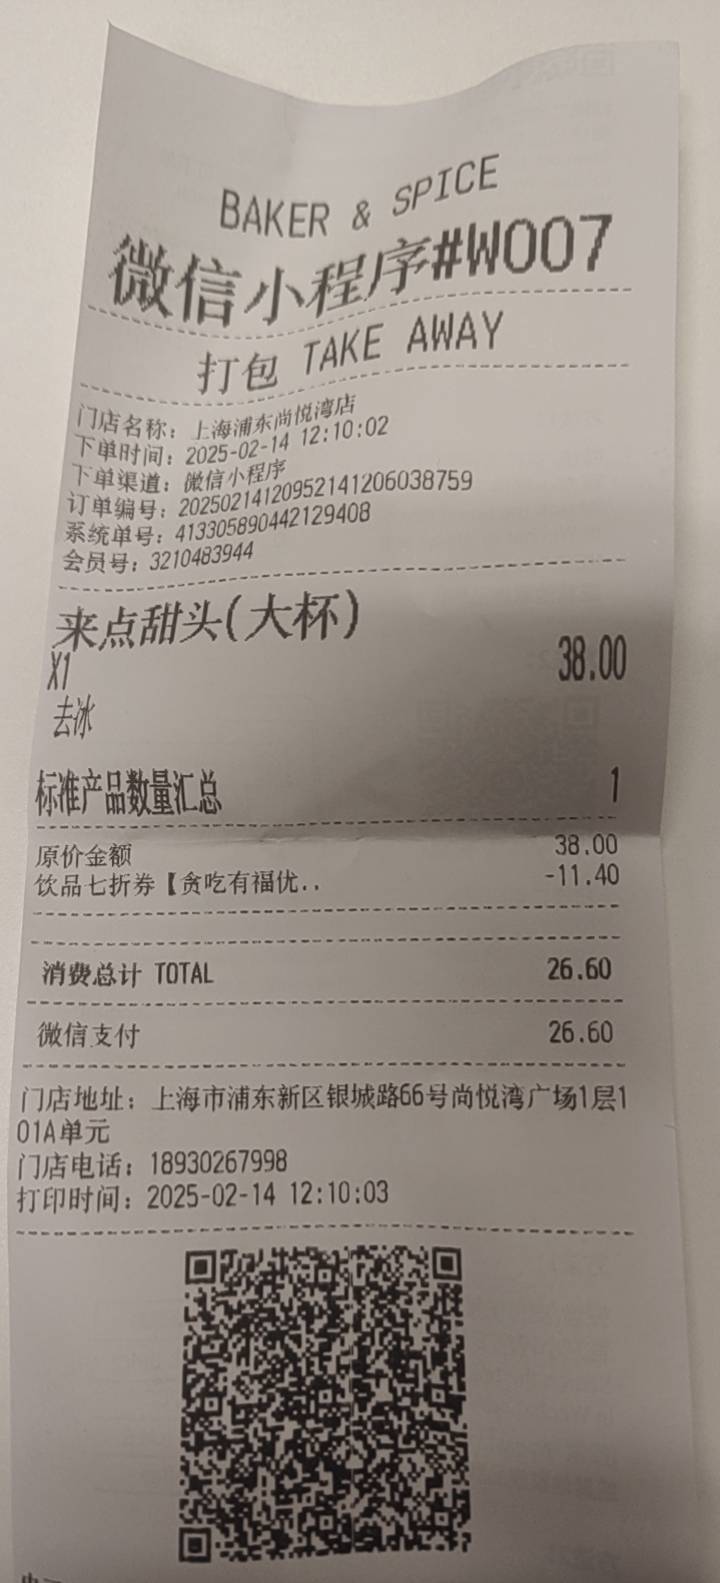 BAKER & SPICE
微信小程序#W007
打包 TAKE AWAY
门店名称：上海浦东尚悦湾店
下单时间：2025-02-14 12:10:02
下单渠道：微信小程序
订单编号：2025021412095214120603​8759
系统单号：413305890442129408
会员号：3210483944
来点甜头(大杯)
X1 38.00
去冰
标准产品数量汇总 1
原价金额 38.00
饮品七折券【贪吃有福优.. -11.40
消费总计 TOTAL 26.60
微信支付 26.60
门店地址：上海市浦东新区银城路66号尚悦湾广场1层1
01A单元
门店电话：18930267998
打印时间：2025-02-14 12:10:03